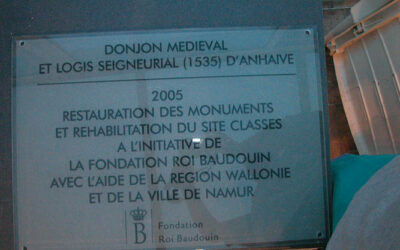 DONJON MEDIEVAL
ET LOGIS SEIGNEURIAL (1535) D'ANHAIVE
2005
RESTAURATION DES MONUMENTS
ET REHABILITATION DU SITE CLASSES
A L'INITIATIVE DE
LA FONDATION ROI BAUDOUIN
AVEC L'AIDE DE LA REGION WALLONIE
ET DE LA VILLE DE NAMUR
B
Fondation
Roi Baudouin